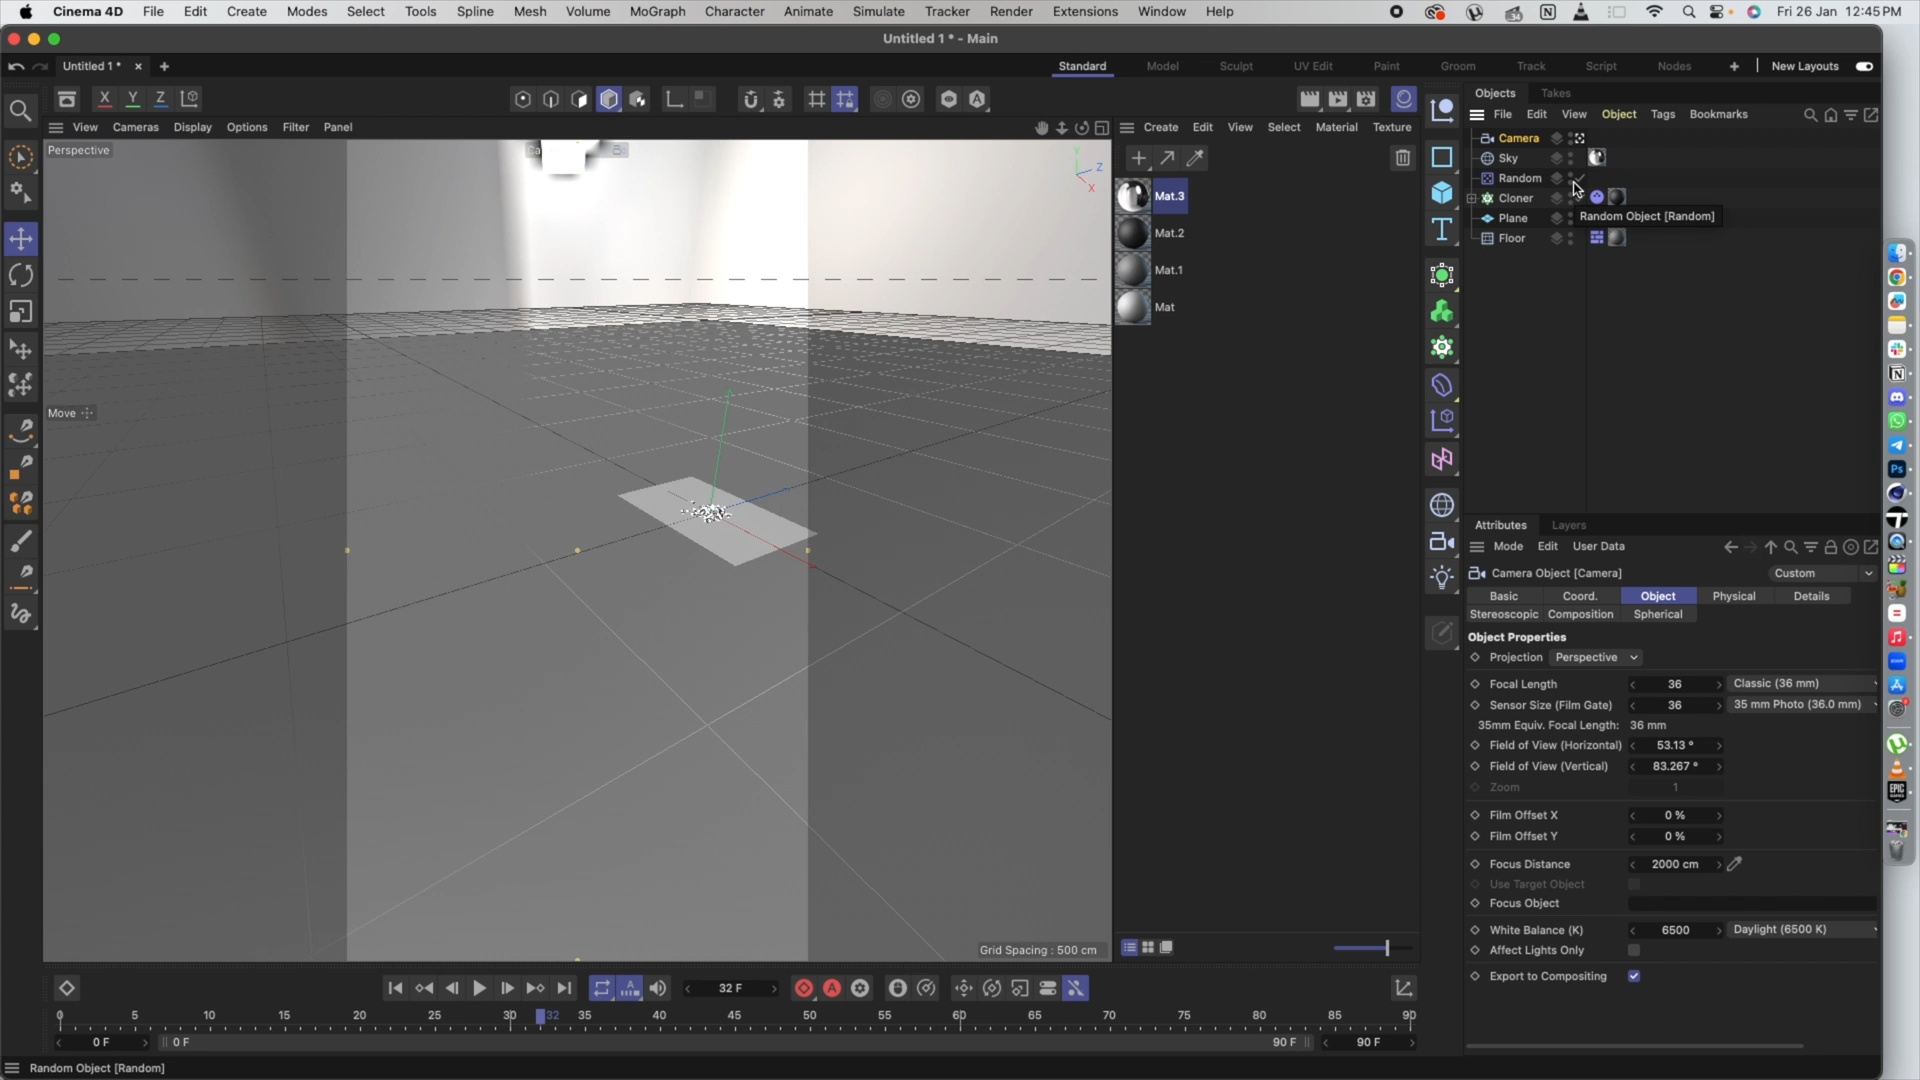 Cinema 4D File Edit Create Modes Select Tools Spline Mesh Volume MoGraph Character Animate Simulate Tracker Render Extensions Window Help Fri 26 Jan 12:45 PM
Untitled 1 * - Main
Untitled 1 *
Standard Model Sculpt UV Edit Paint Groom Track Script Nodes New Layouts
X Y Z
Objects Takes
File Edit View Object Tags Bookmarks
View Cameras Display Options Filter Panel
Create Edit View Select Material Texture
Perspective
Y
Z
X
Camera
Sky
Random
Cloner
Plane
Floor
Random Object [Random]
Mat.3
Mat.2
Mat.1
Mat
Move
Grid Spacing : 500 cm
Attributes Layers
Mode Edit User Data
Camera Object [Camera] Custom
Basic Coord. Object Physical Details
Stereoscopic Composition Spherical
Object Properties
Projection Perspective
Focal Length 36 Classic (36 mm)
Sensor Size (Film Gate) 36 35 mm Photo (36.0 mm)
35mm Equiv. Focal Length: 36 mm
Field of View (Horizontal) 53.13 °
Field of View (Vertical) 83.267 °
Zoom 1
Film Offset X 0 %
Film Offset Y 0 %
Focus Distance 2000 cm
Use Target Object
Focus Object
White Balance (K) 6500 Daylight (6500 K)
Affect Lights Only
Export to Compositing
32 F
0 5 10 15 20 25 30 32 35 40 45 50 55 60 65 70 75 80 85 90
0 F 0 F 90 F 90 F
Random Object [Random]
Ps
EPIC